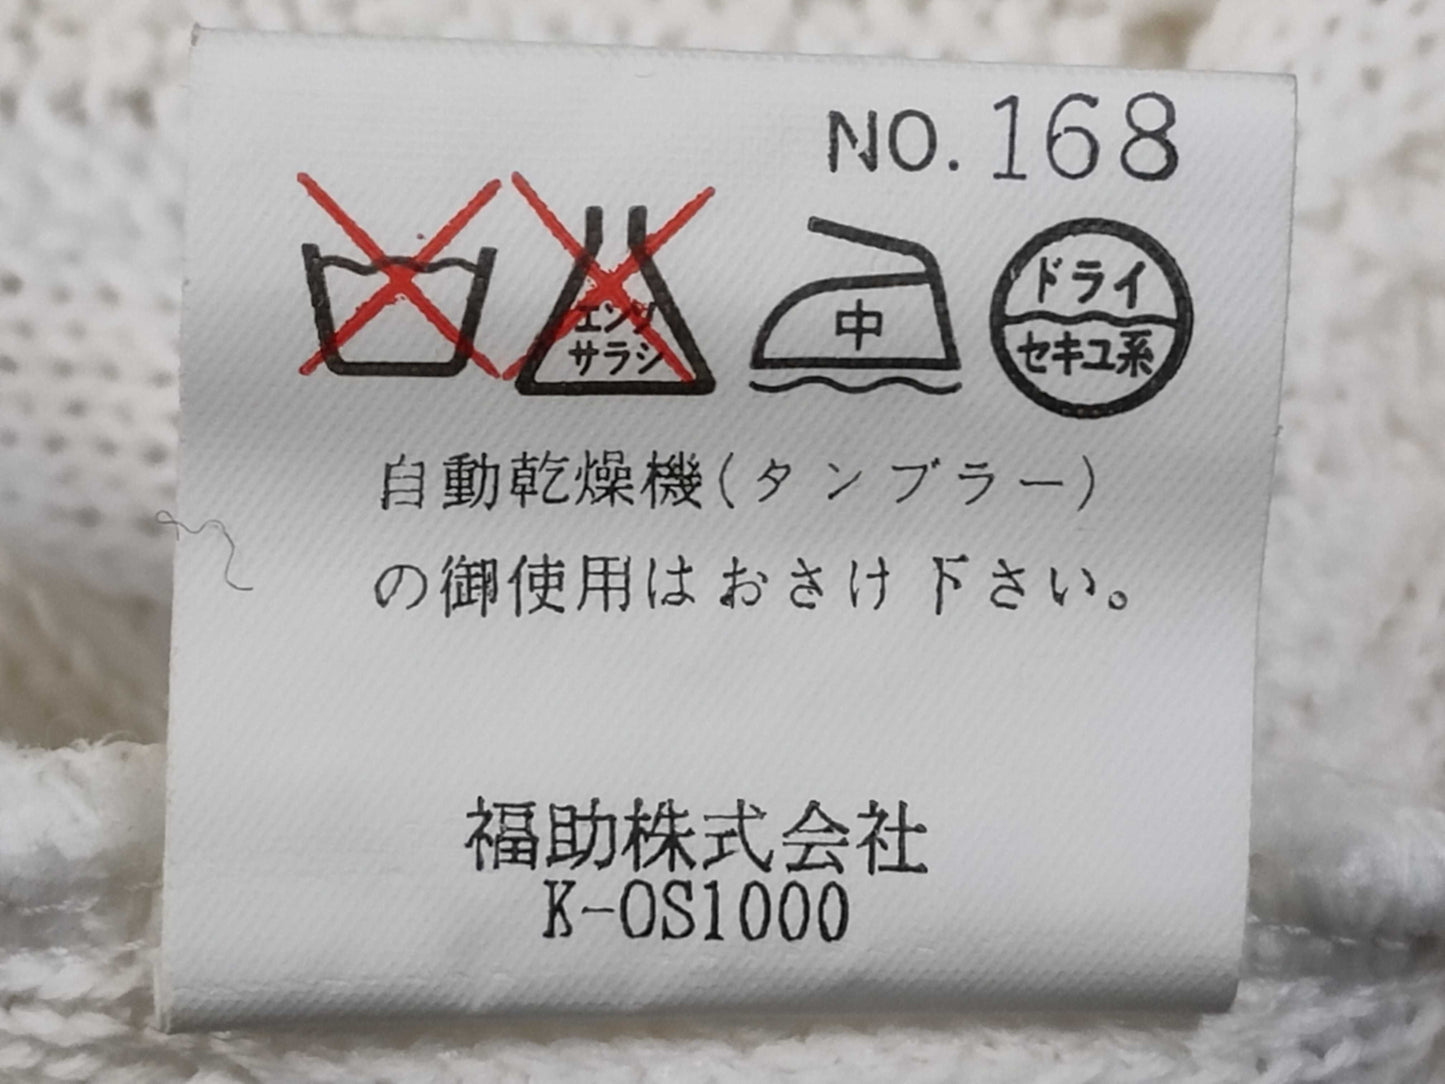 NO. 168
エンソ
サラシ
中
ドライ
セキユ系
自動乾燥機(タンブラー)
の御使用はおさけ下さい。
福助株式会社
K-OS1000